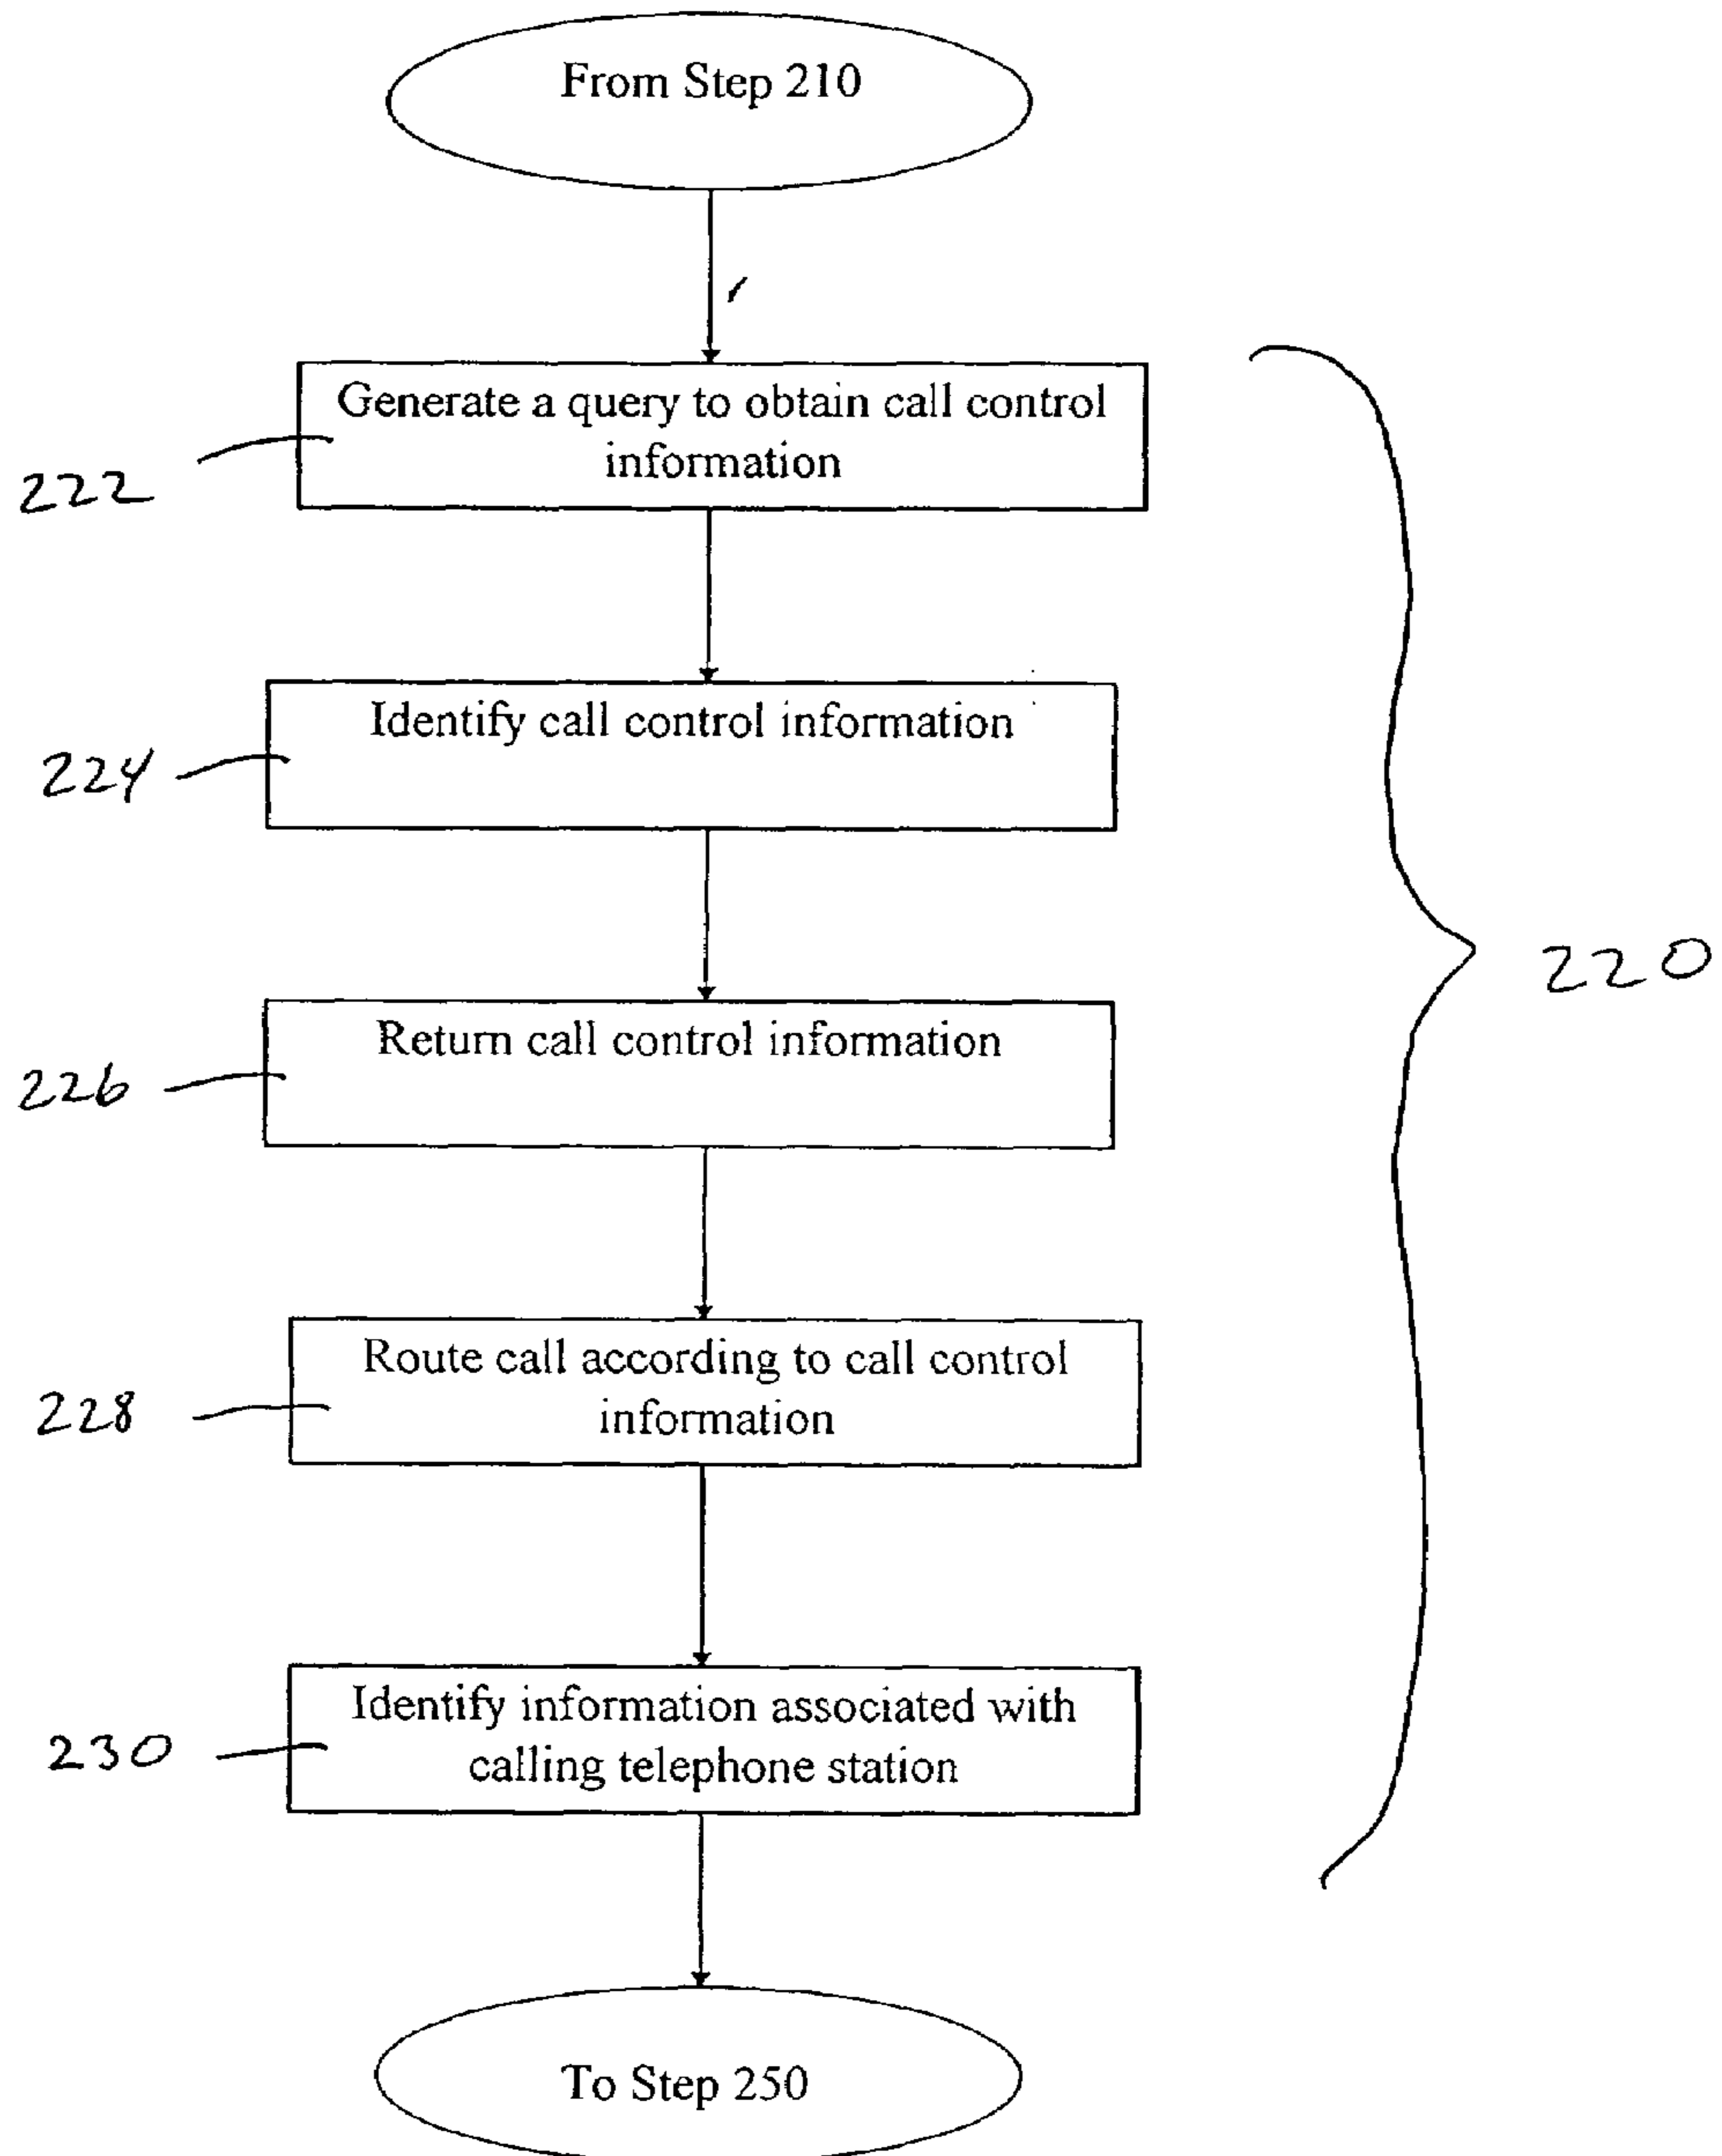 From Step 210
Generate a query to obtain call control
information
222
Identify call control information
224
Return call control information
226
220
Route call according to call control
information
228
Identify information associated with
calling telephone station
230
To Step 250